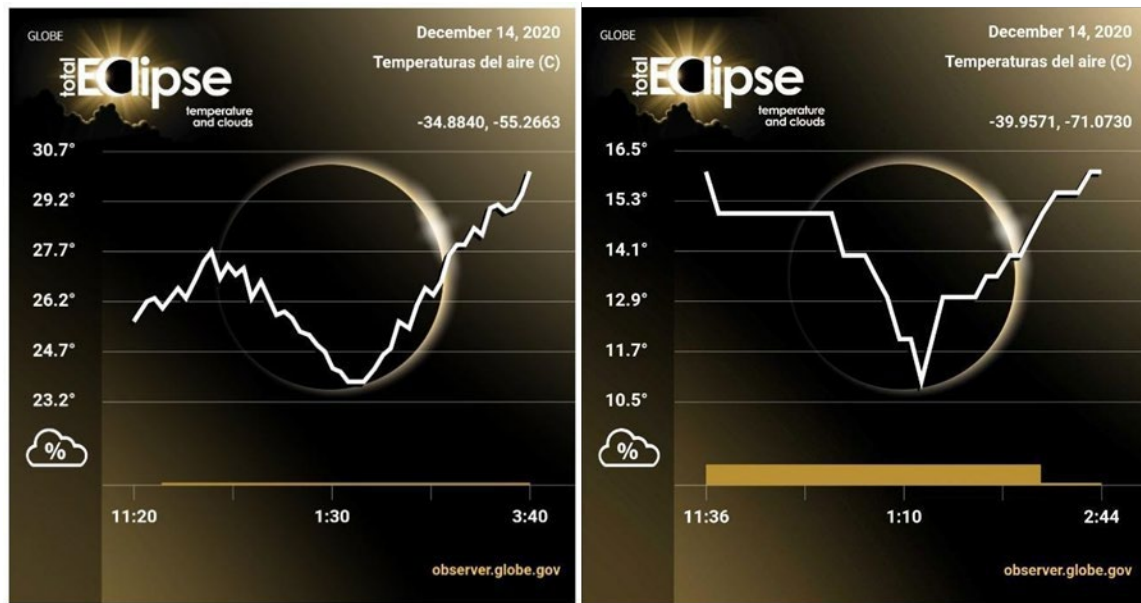 GLOBE
total
EClipse
temperature
and clouds
December 14, 2020
Temperaturas del aire (C)
-34.8840, -55.2663
30.7°
29.2°
27.7°
26.2°
24.7°
23.2°
%
11:20 1:30 3:40
observer.globe.gov
GLOBE
total
EClipse
temperature
and clouds
December 14, 2020
Temperaturas del aire (C)
-39.9571, -71.0730
16.5°
15.3°
14.1°
12.9°
11.7°
10.5°
%
11:36 1:10 2:44
observer.globe.gov